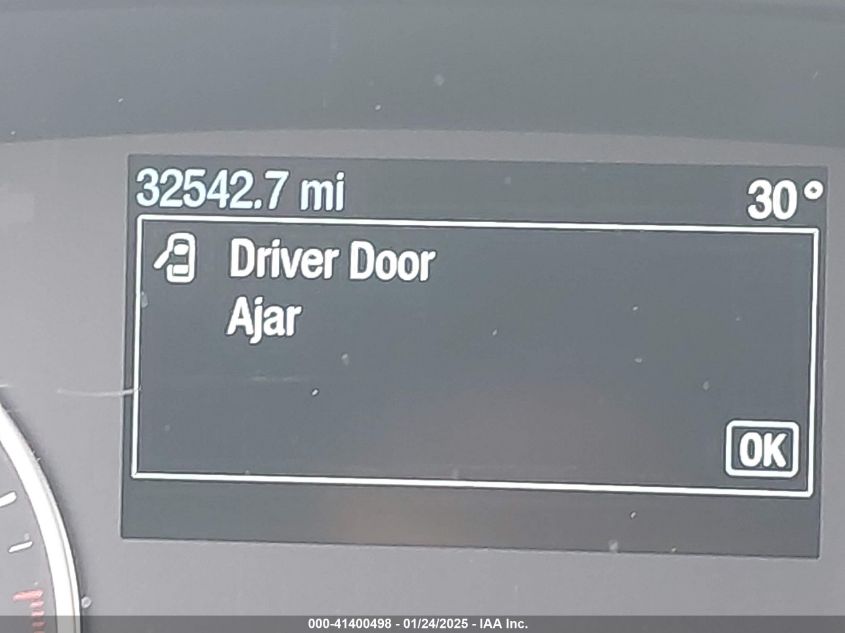 32542.7 mi 30°
Driver Door
Ajar
OK
000-41400498 - 01/24/2025 - IAA Inc.